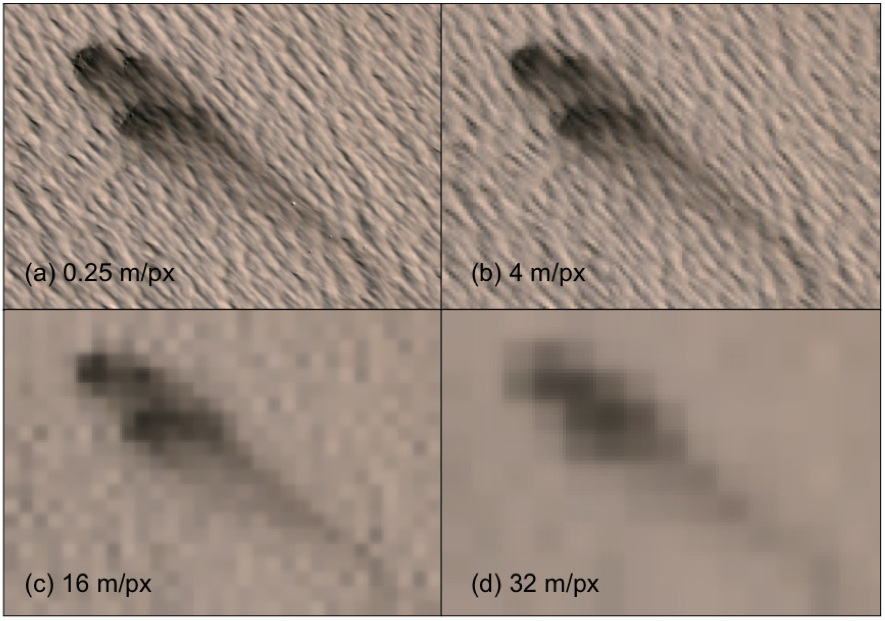 (a) 0.25 m/px
(b) 4 m/px
(c) 16 m/px
(d) 32 m/px